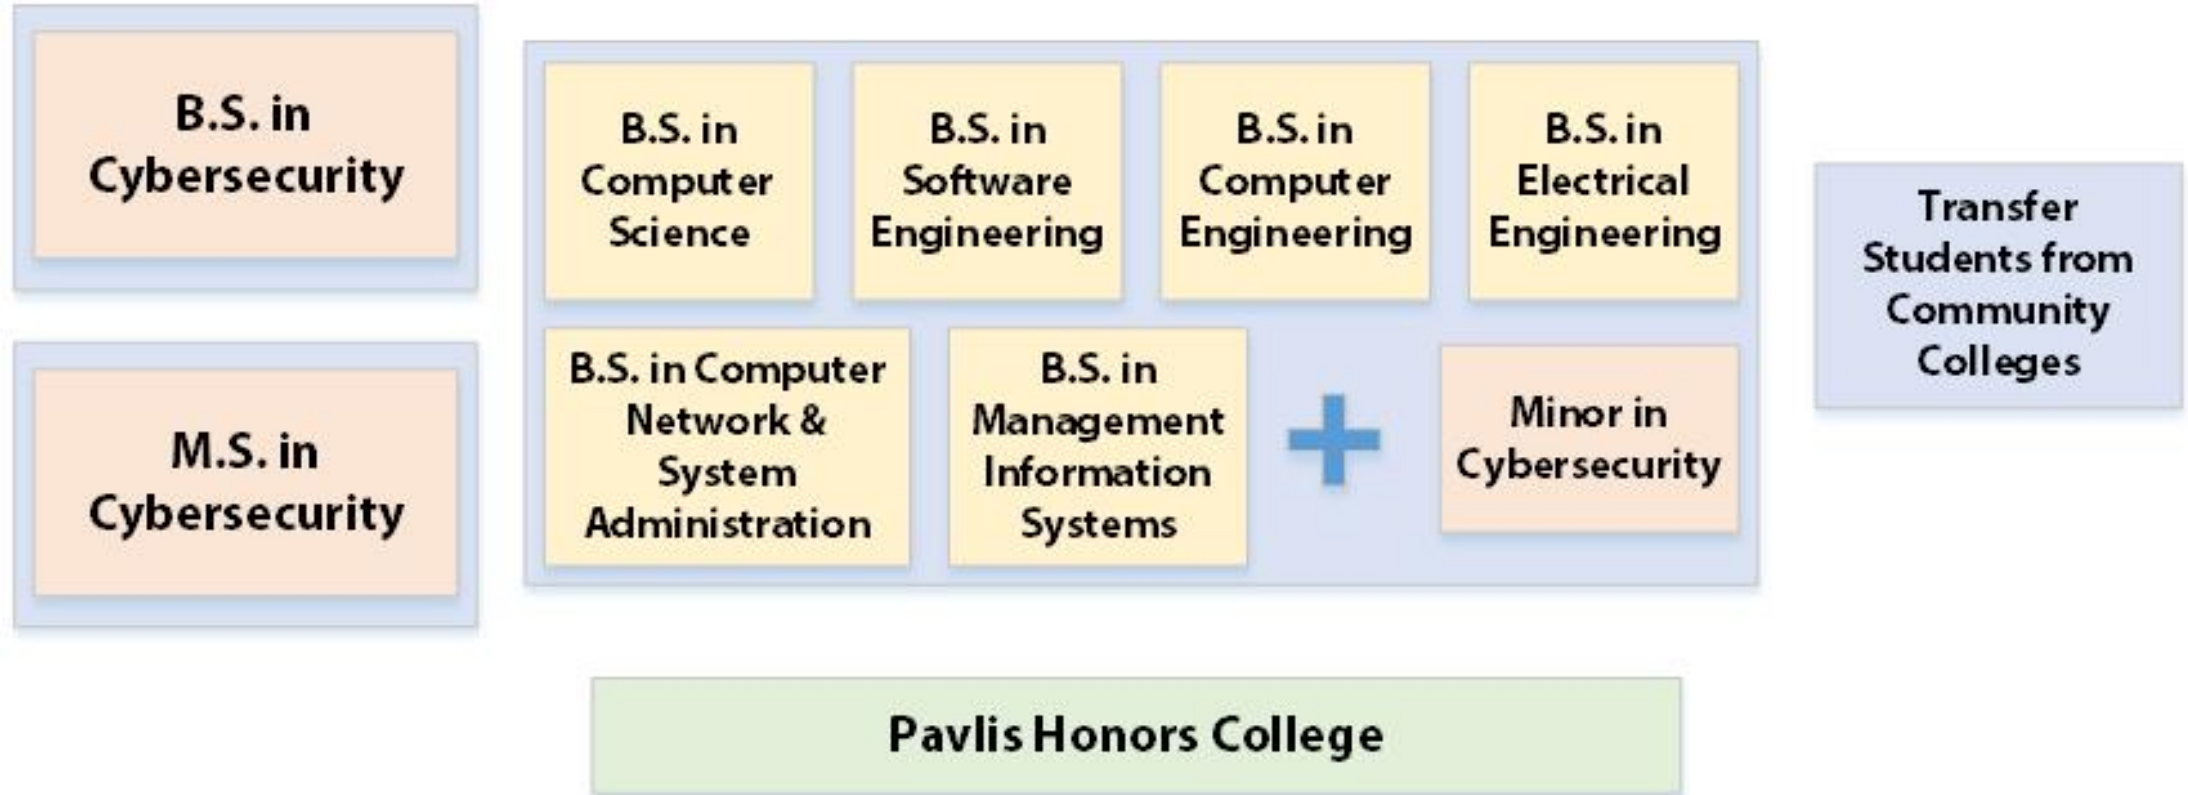 B.S. in
Cybersecurity
M.S. in
Cybersecurity
B.S. in
Computer
Science
B.S. in
Software
Engineering
B.S. in
Computer
Engineering
B.S. in
Electrical
Engineering
B.S. in Computer
Network &
System
Administration
B.S. in
Management
Information
Systems
Minor in
Cybersecurity
Transfer
Students from
Community
Colleges
Pavlis Honors College